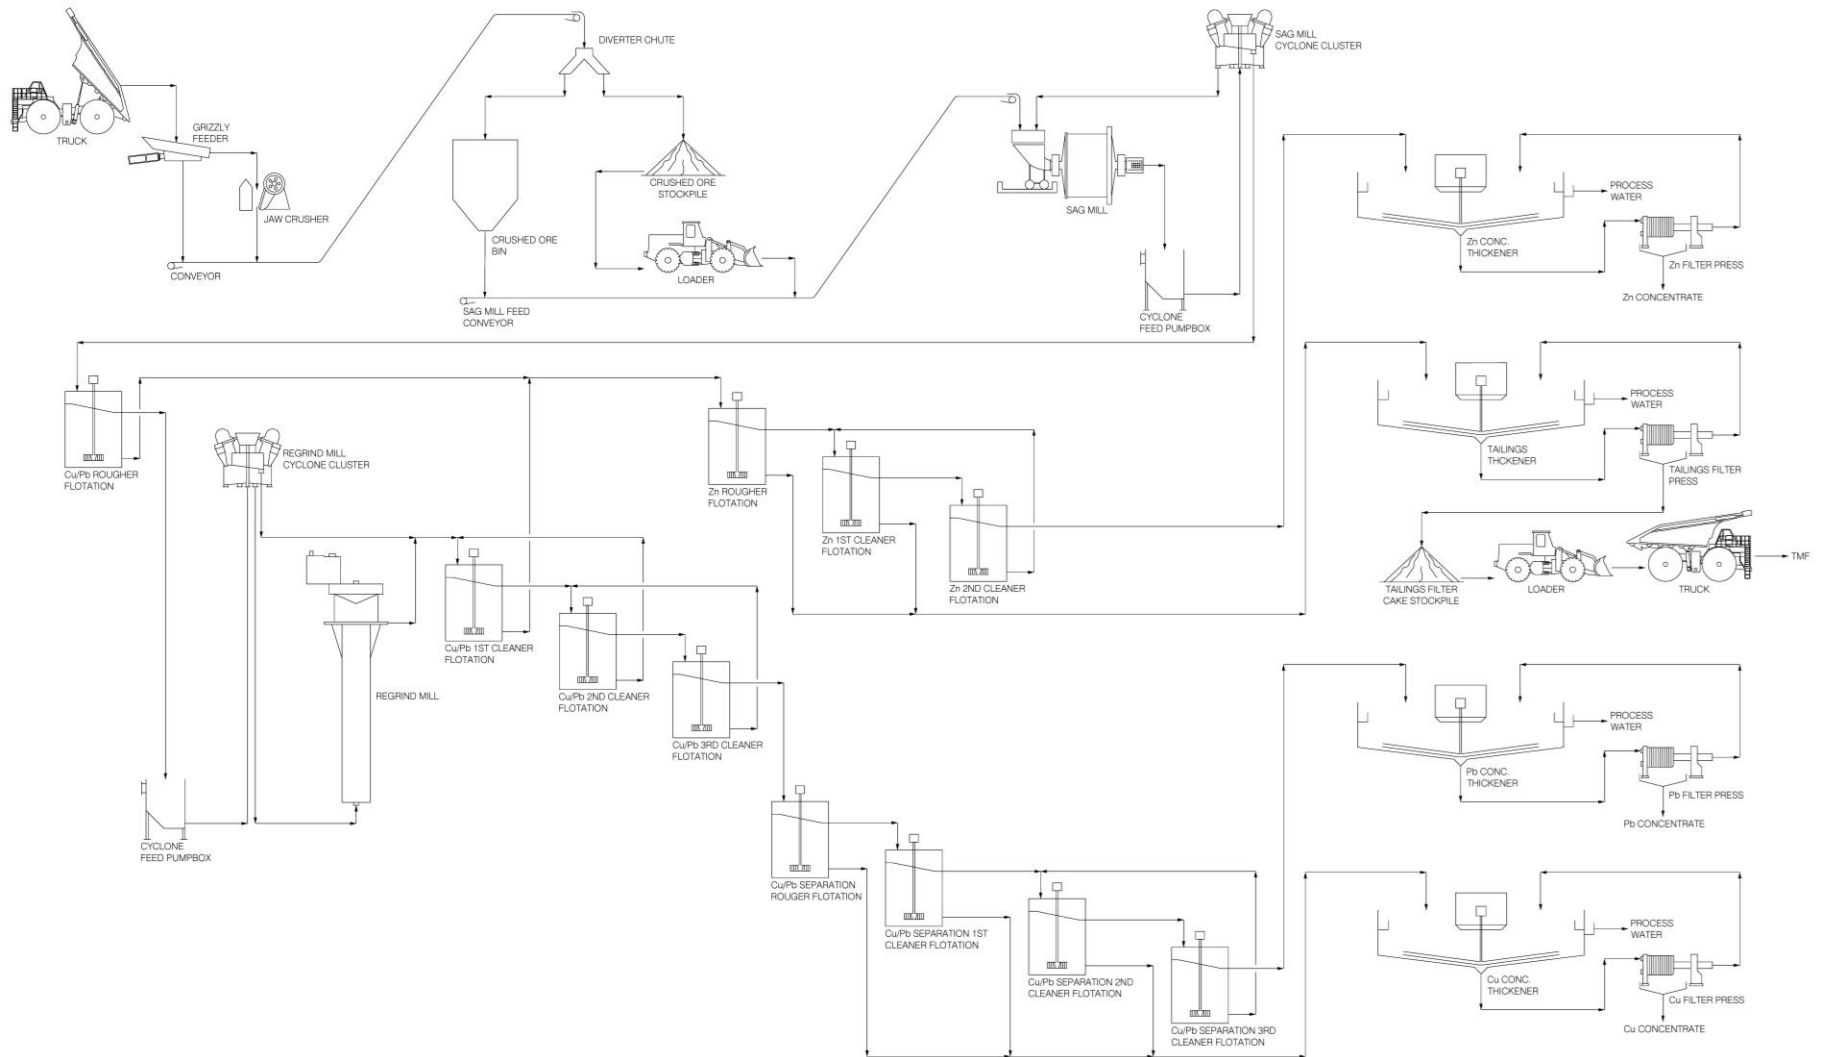 DIVERTER CHUTE
SAG MILL
CYCLONE CLUSTER
TRUCK
GRIZZLY
FEEDER
JAW CRUSHER
CONVEYOR
CRUSHED ORE
STOCKPILE
CRUSHED ORE
BIN
LOADER
SAG MILL FEED
CONVEYOR
SAG MILL
CYCLONE
FEED PUMPBOX
PROCESS
WATER
Zn CONC.
THICKENER
Zn FILTER PRESS
Zn CONCENTRATE
Cu/Pb ROUGHER
FLOTATION
REGRIND MILL
CYCLONE CLUSTER
REGRIND MILL
CYCLONE
FEED PUMPBOX
Cu/Pb 1ST CLEANER
FLOTATION
Cu/Pb 2ND CLEANER
FLOTATION
Cu/Pb 3RD CLEANER
FLOTATION
Zn ROUGHER
FLOTATION
Zn 1ST CLEANER
FLOTATION
Zn 2ND CLEANER
FLOTATION
PROCESS
WATER
TAILINGS
THCKENER
TAILINGS FILTER
PRESS
TAILINGS FILTER
CAKE STOCKPILE
LOADER
TRUCK
TMF
Cu/Pb SEPARATION
ROUGER FLOTATION
Cu/Pb SEPARATION 1ST
CLEANER FLOTATION
Cu/Pb SEPARATION 2ND
CLEANER FLOTATION
Cu/Pb SEPARATION 3RD
CLEANER FLOTATION
PROCESS
WATER
Pb CONC.
THICKENER
Pb FILTER PRESS
Pb CONCENTRATE
PROCESS
WATER
Cu CONC.
THICKENER
Cu FILTER PRESS
Cu CONCENTRATE